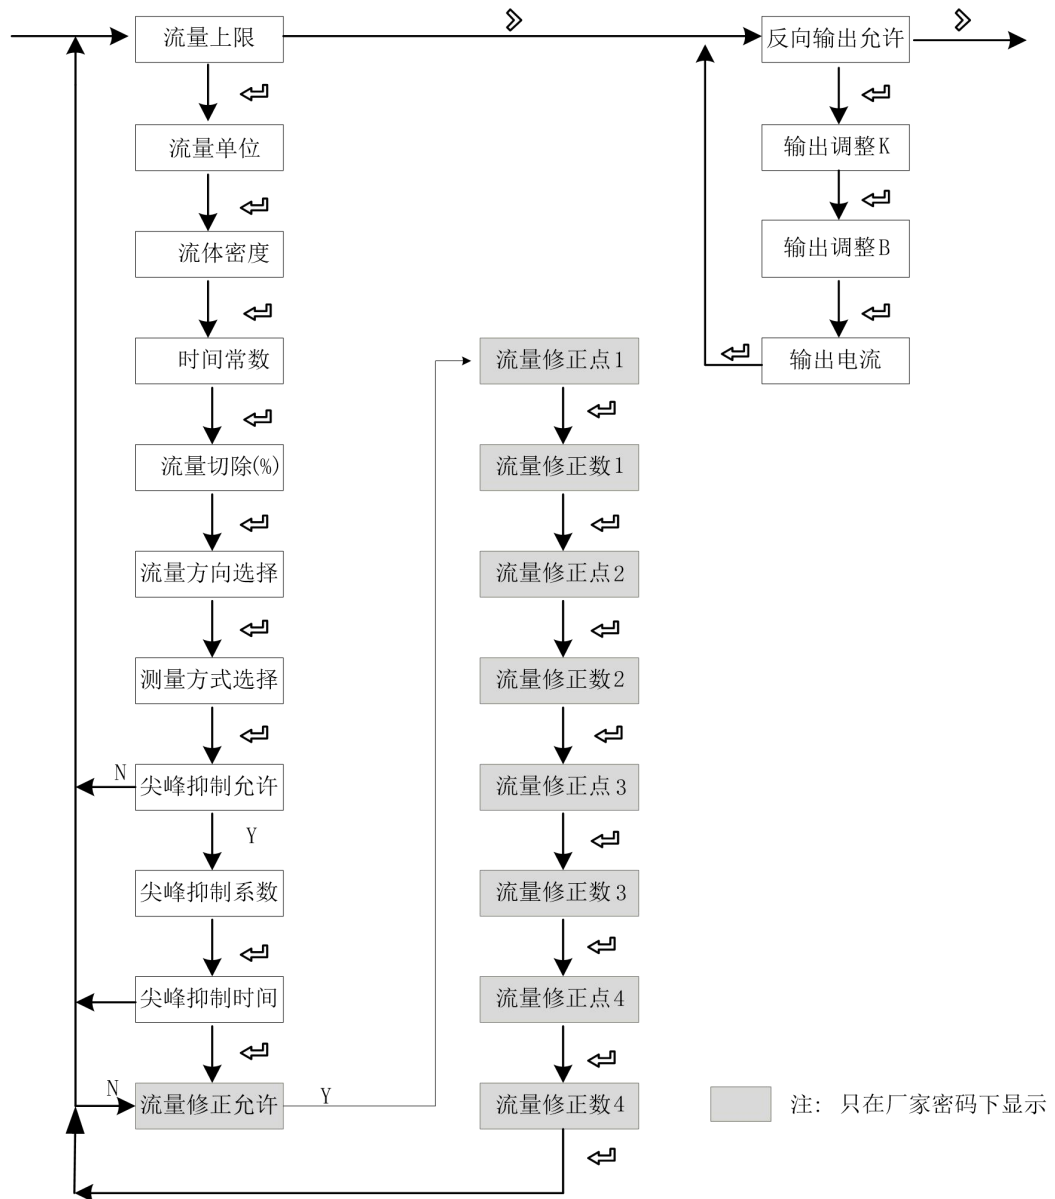 流量上限
流量单位
流体密度
时间常数
流量切除(%)
流量方向选择
测量方式选择
尖峰抑制允许
N
Y
尖峰抑制系数
尖峰抑制时间
流量修正允许
N
Y
流量修正点1
流量修正数1
流量修正点2
流量修正数2
流量修正点3
流量修正数3
流量修正点4
流量修正数4
反向输出允许
输出调整K
输出调整B
输出电流
注: 只在厂家密码下显示